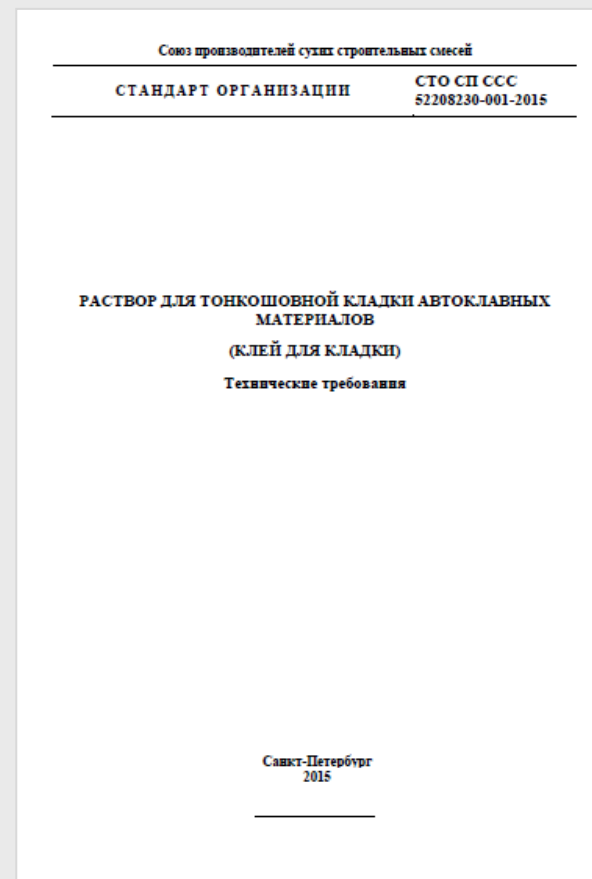 Союз производителей сухих строительных смесей
СТАНДАРТ ОРГАНИЗАЦИИ
СТО СП ССС
52208230-001-2015
РАСТВОР ДЛЯ ТОНКОШОВНОЙ КЛАДКИ АВТОКЛАВНЫХ
МАТЕРИАЛОВ
(КЛЕЙ ДЛЯ КЛАДКИ)
Технические требования
Санкт-Петербург
2015